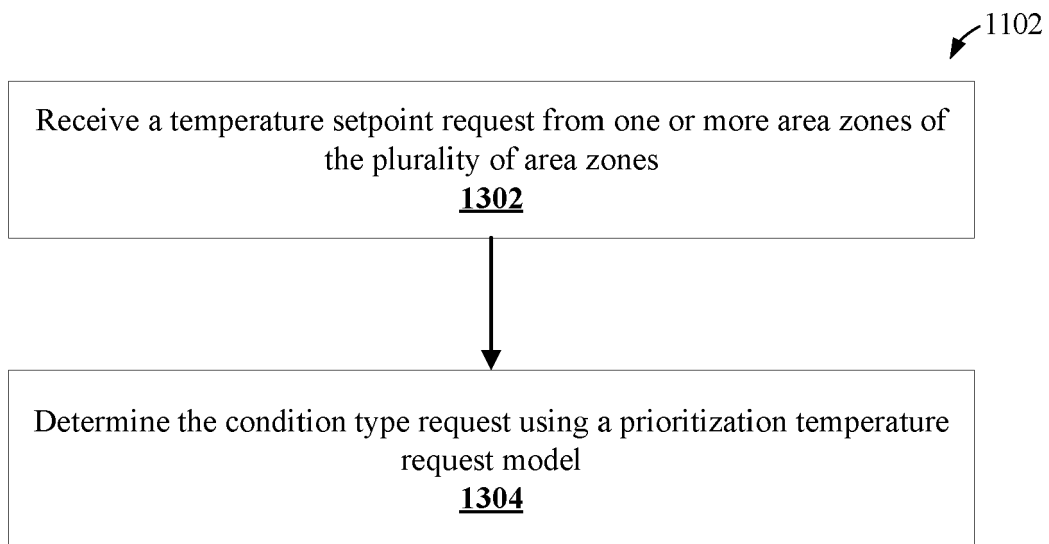 1102
Receive a temperature setpoint request from one or more area zones of
the plurality of area zones
1302
Determine the condition type request using a prioritization temperature
request model
1304